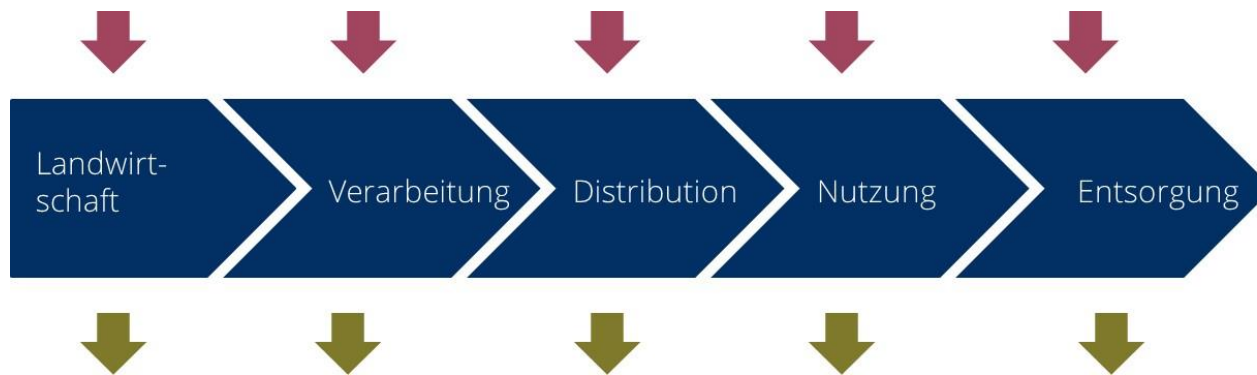 Landwirt-
schaft
Verarbeitung
Distribution
Nutzung
Entsorgung